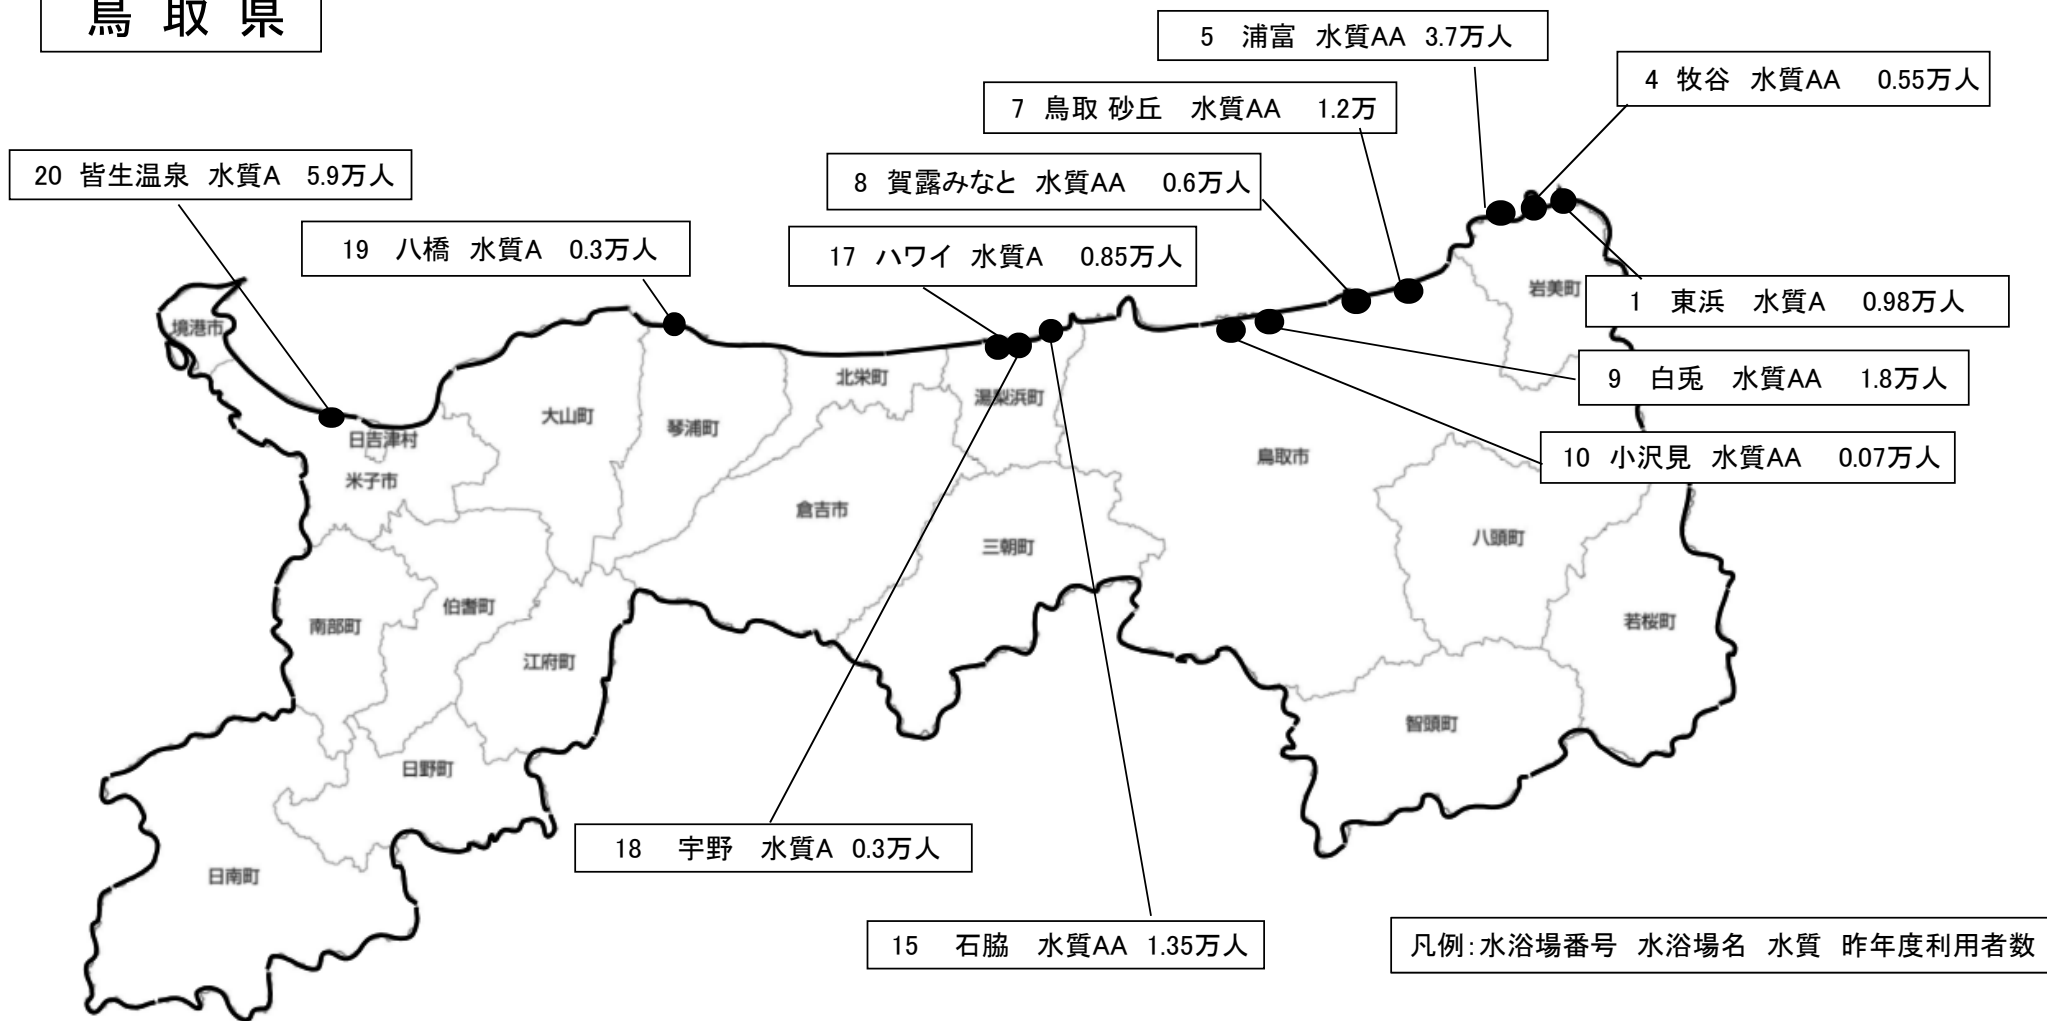 鳥 取 県
5 浦富 水質AA 3.7万人
4 牧谷 水質AA 0.55万人
7 鳥取 砂丘 水質AA 1.2万
20 皆生温泉 水質A 5.9万人
8 賀露みなと 水質AA 0.6万人
19 八橋 水質A 0.3万人
17 ハワイ 水質A 0.85万人
1 東浜 水質A 0.98万人
岩美町
境港市
9 白兎 水質AA 1.8万人
北栄町
湯梨浜町
大山町
琴浦町
日吉津村
鳥取市
10 小沢見 水質AA 0.07万人
米子市
倉吉市
三朝町
八頭町
伯耆町
南部町
若桜町
江府町
智頭町
日野町
18 宇野 水質A 0.3万人
日南町
15 石脇 水質AA 1.35万人
凡例：水浴場番号 水浴場名 水質 昨年度利用者数